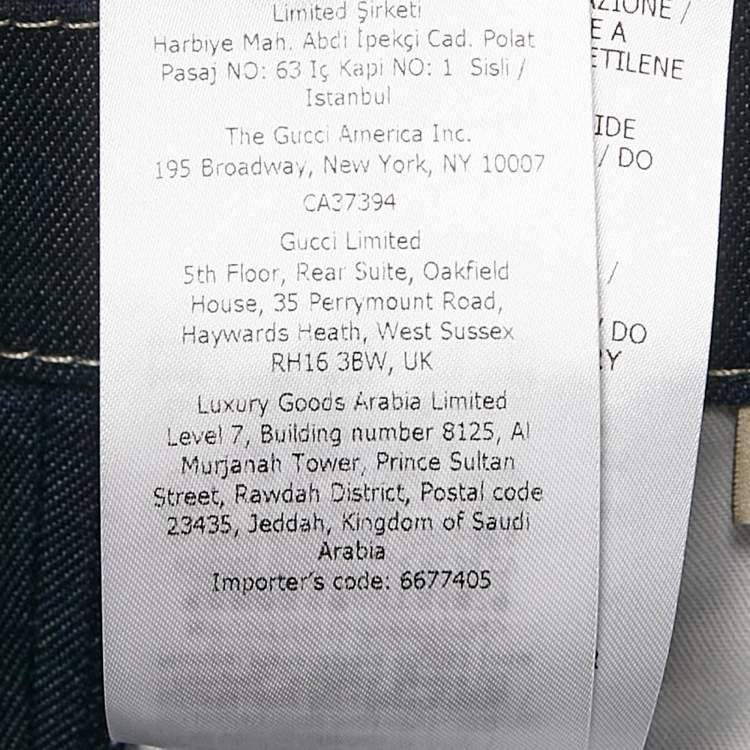 Limited Şirketi
Harbiye Mah. Abdi İpekçi Cad. Polat
Pasaj NO: 63 Iç Kapi NO: 1 Sisli /
Istanbul
The Gucci America Inc.
195 Broadway, New York, NY 10007
CA37394
Gucci Limited
5th Floor, Rear Suite, Oakfield
House, 35 Perrymount Road,
Haywards Heath, West Sussex
RH16 3BW, UK
Luxury Goods Arabia Limited
Level 7, Building number 8125, Al
Murjanah Tower, Prince Sultan
Street, Rawdah District, Postal code
23435, Jeddah, Kingdom of Saudi
Arabia
Importer's code: 6677405
AZIONE /
E A
ETILENE
IDE
/ DO
/
/ DO
RY